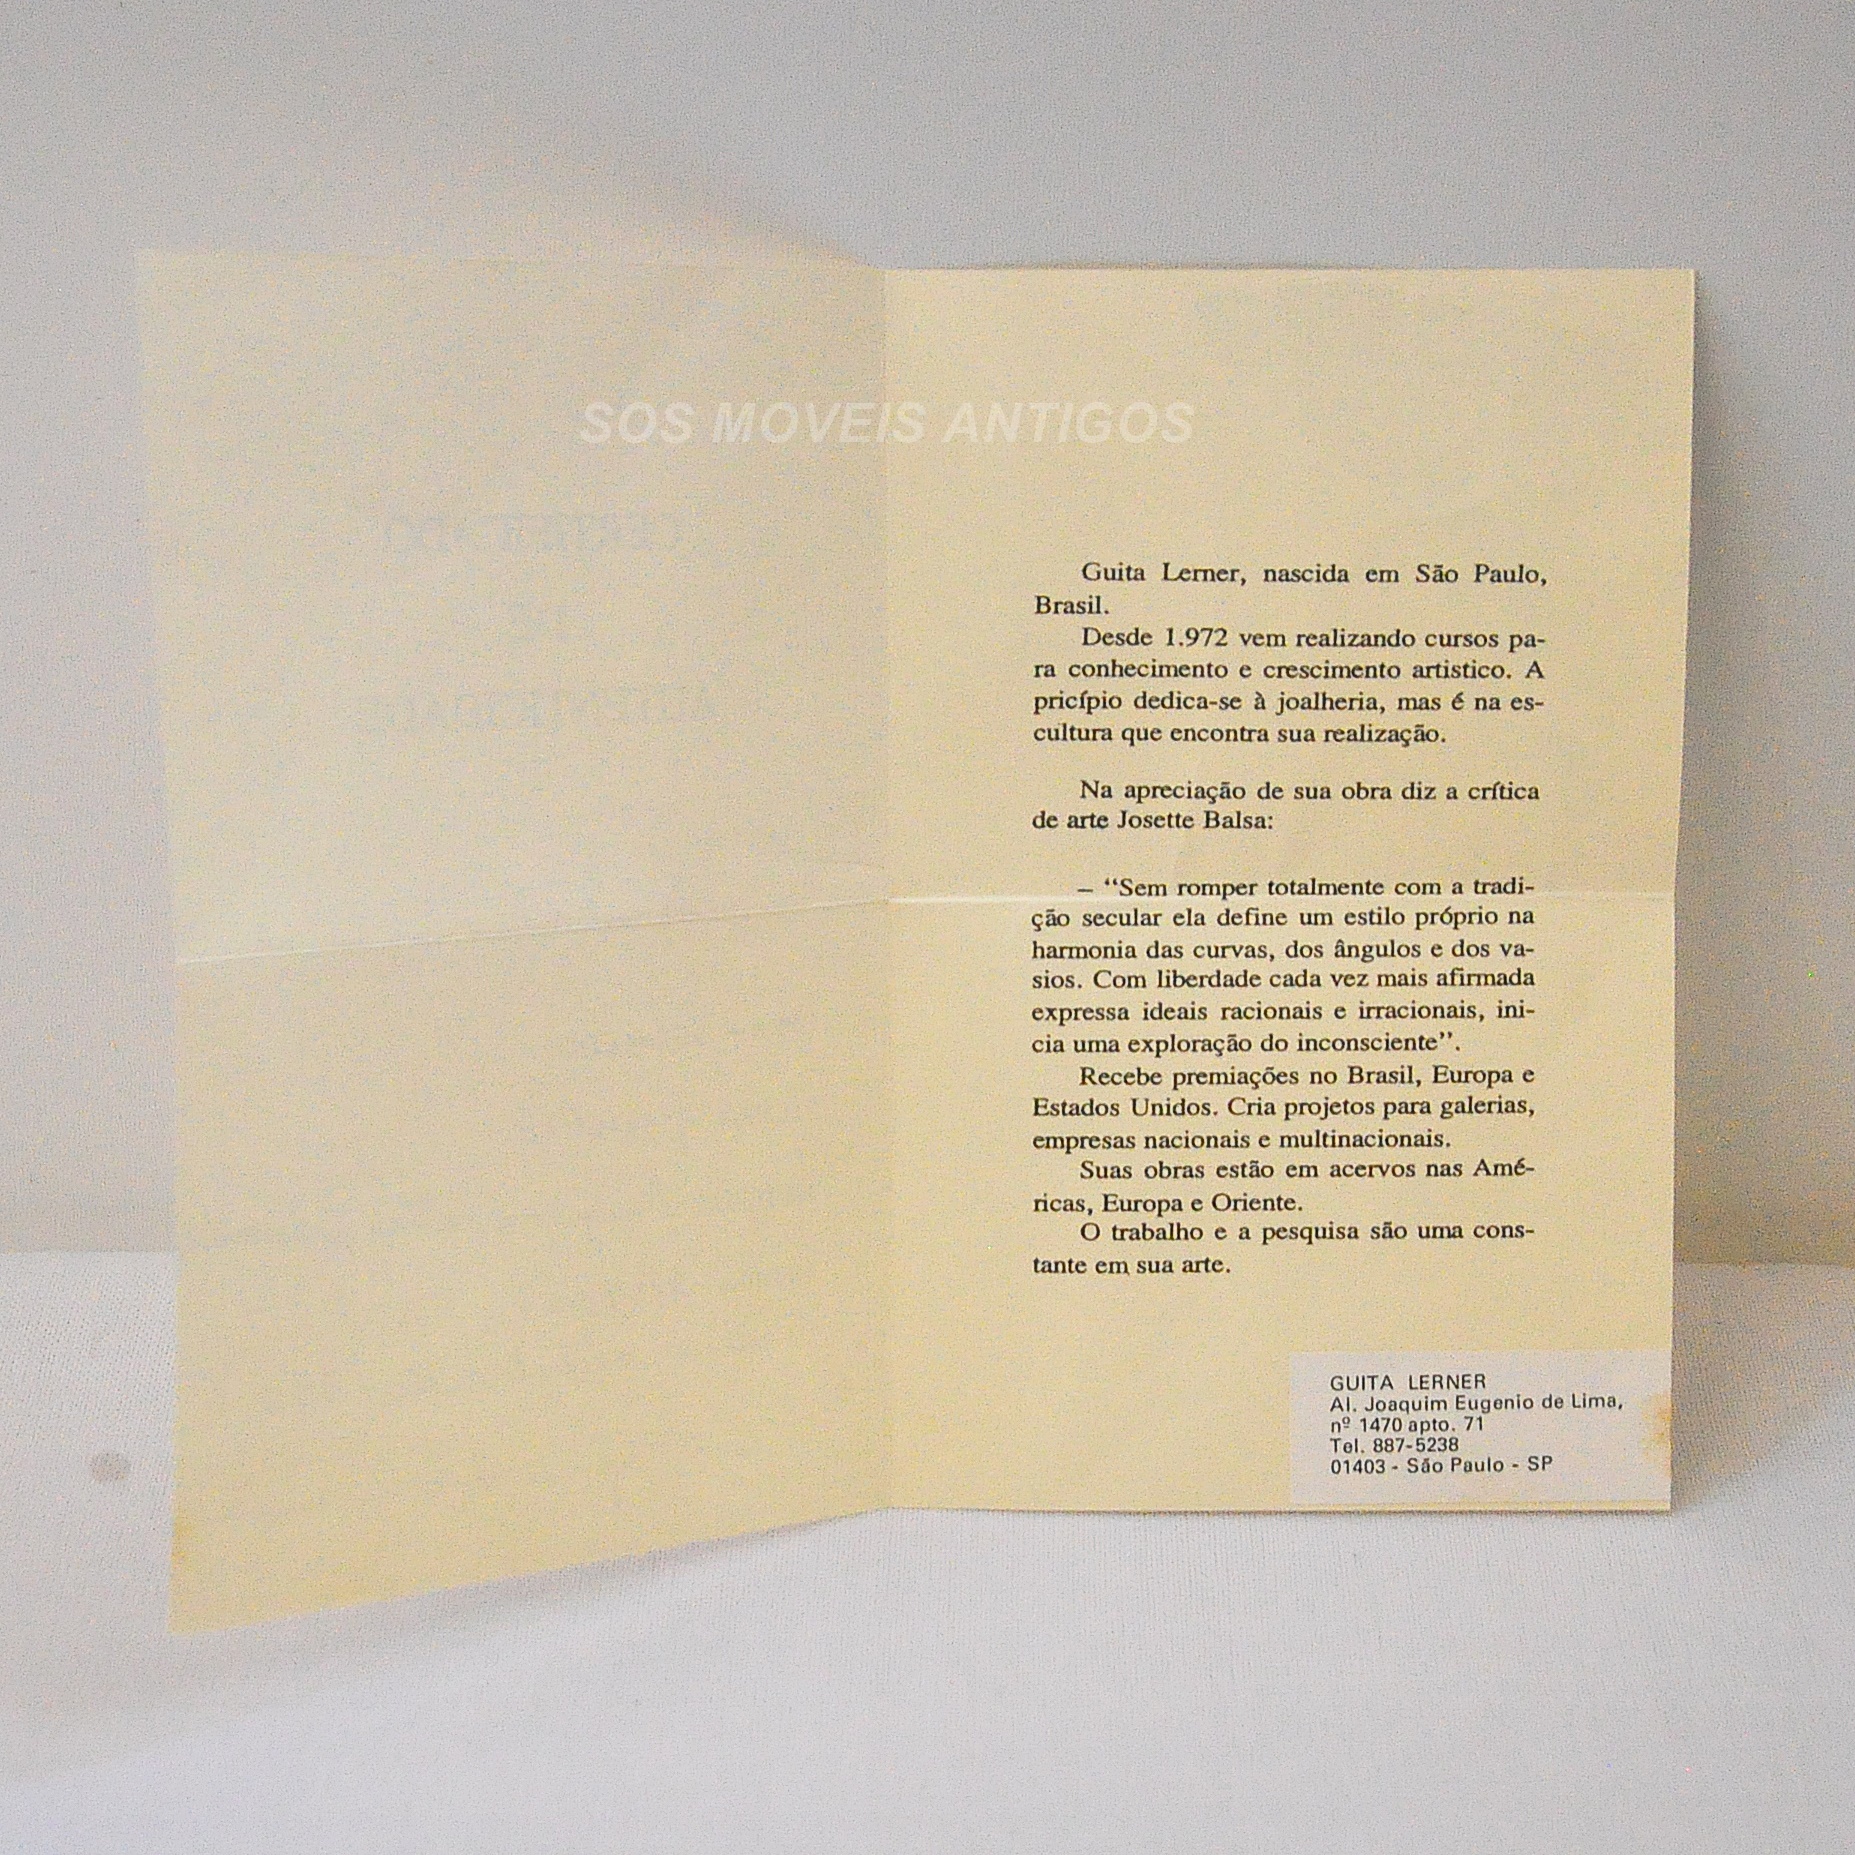 SOS MOVEIS ANTIGOS
Guita Lerner, nascida em São Paulo,
Brasil.
Desde 1.972 vem realizando cursos pa-
ra conhecimento e crescimento artistico. A
pricípio dedica-se à joalheria, mas é na es-
cultura que encontra sua realização.
Na apreciação de sua obra diz a crítica
de arte Josette Balsa:
– “Sem romper totalmente com a tradi-
ção secular ela define um estilo próprio na
harmonia das curvas, dos ângulos e dos va-
sios. Com liberdade cada vez mais afirmada
expressa ideais racionais e irracionais, ini-
cia uma exploração do inconsciente”.
Recebe premiações no Brasil, Europa e
Estados Unidos. Cria projetos para galerias,
empresas nacionais e multinacionais.
Suas obras estão em acervos nas Amé-
ricas, Europa e Oriente.
O trabalho e a pesquisa são uma cons-
tante em sua arte.
GUITA LERNER
Al. Joaquim Eugenio de Lima,
nº 1470 apto. 71
Tel. 887-5238
01403 - São Paulo - SP